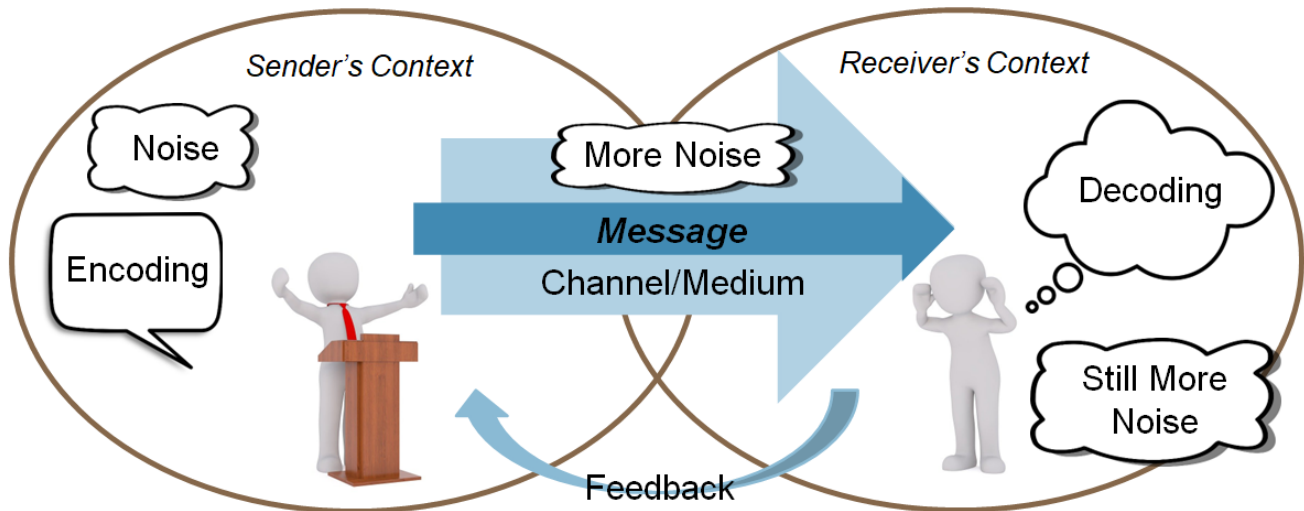 Sender’s Context
Receiver’s Context
Noise
More Noise
Decoding
Message
Encoding
Channel/Medium
Still More
Noise
Feedback